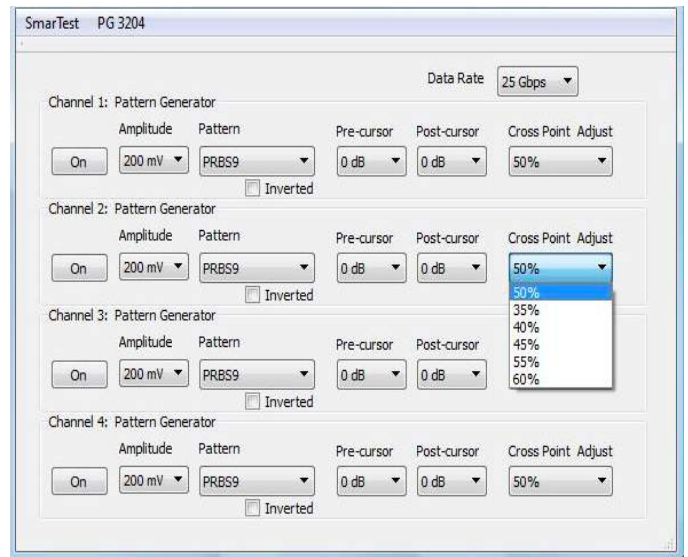 SmarTest PG 3204
Data Rate 25 Gbps
Channel 1: Pattern Generator
Amplitude Pattern Pre-cursor Post-cursor Cross Point Adjust
On 200 mV PRBS9 0 dB 0 dB 50%
Inverted
Channel 2: Pattern Generator
Amplitude Pattern Pre-cursor Post-cursor Cross Point Adjust
On 200 mV PRBS9 0 dB 0 dB 50%
Inverted
50%
35%
40%
45%
55%
60%
Channel 3: Pattern Generator
Amplitude Pattern Pre-cursor Post-cursor
On 200 mV PRBS9 0 dB 0 dB
Inverted
Channel 4: Pattern Generator
Amplitude Pattern Pre-cursor Post-cursor Cross Point Adjust
On 200 mV PRBS9 0 dB 0 dB 50%
Inverted